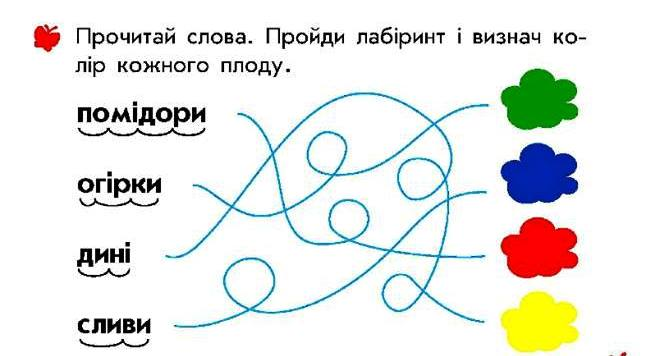 Прочитай слова. Пройди лабіринт і визнач ко-
лір кожного плоду.
помідори
огірки
дині
сливи